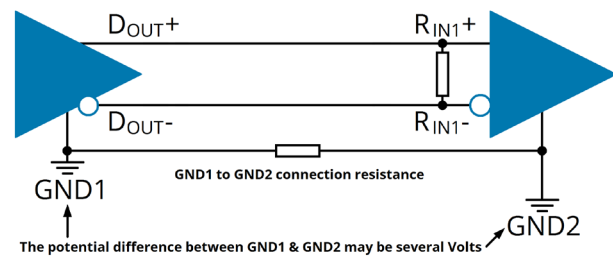 DOUT+ RIN1+
DOUT- RIN1-
GND1 to GND2 connection resistance
GND1
GND2
The potential difference between GND1 & GND2 may be several Volts